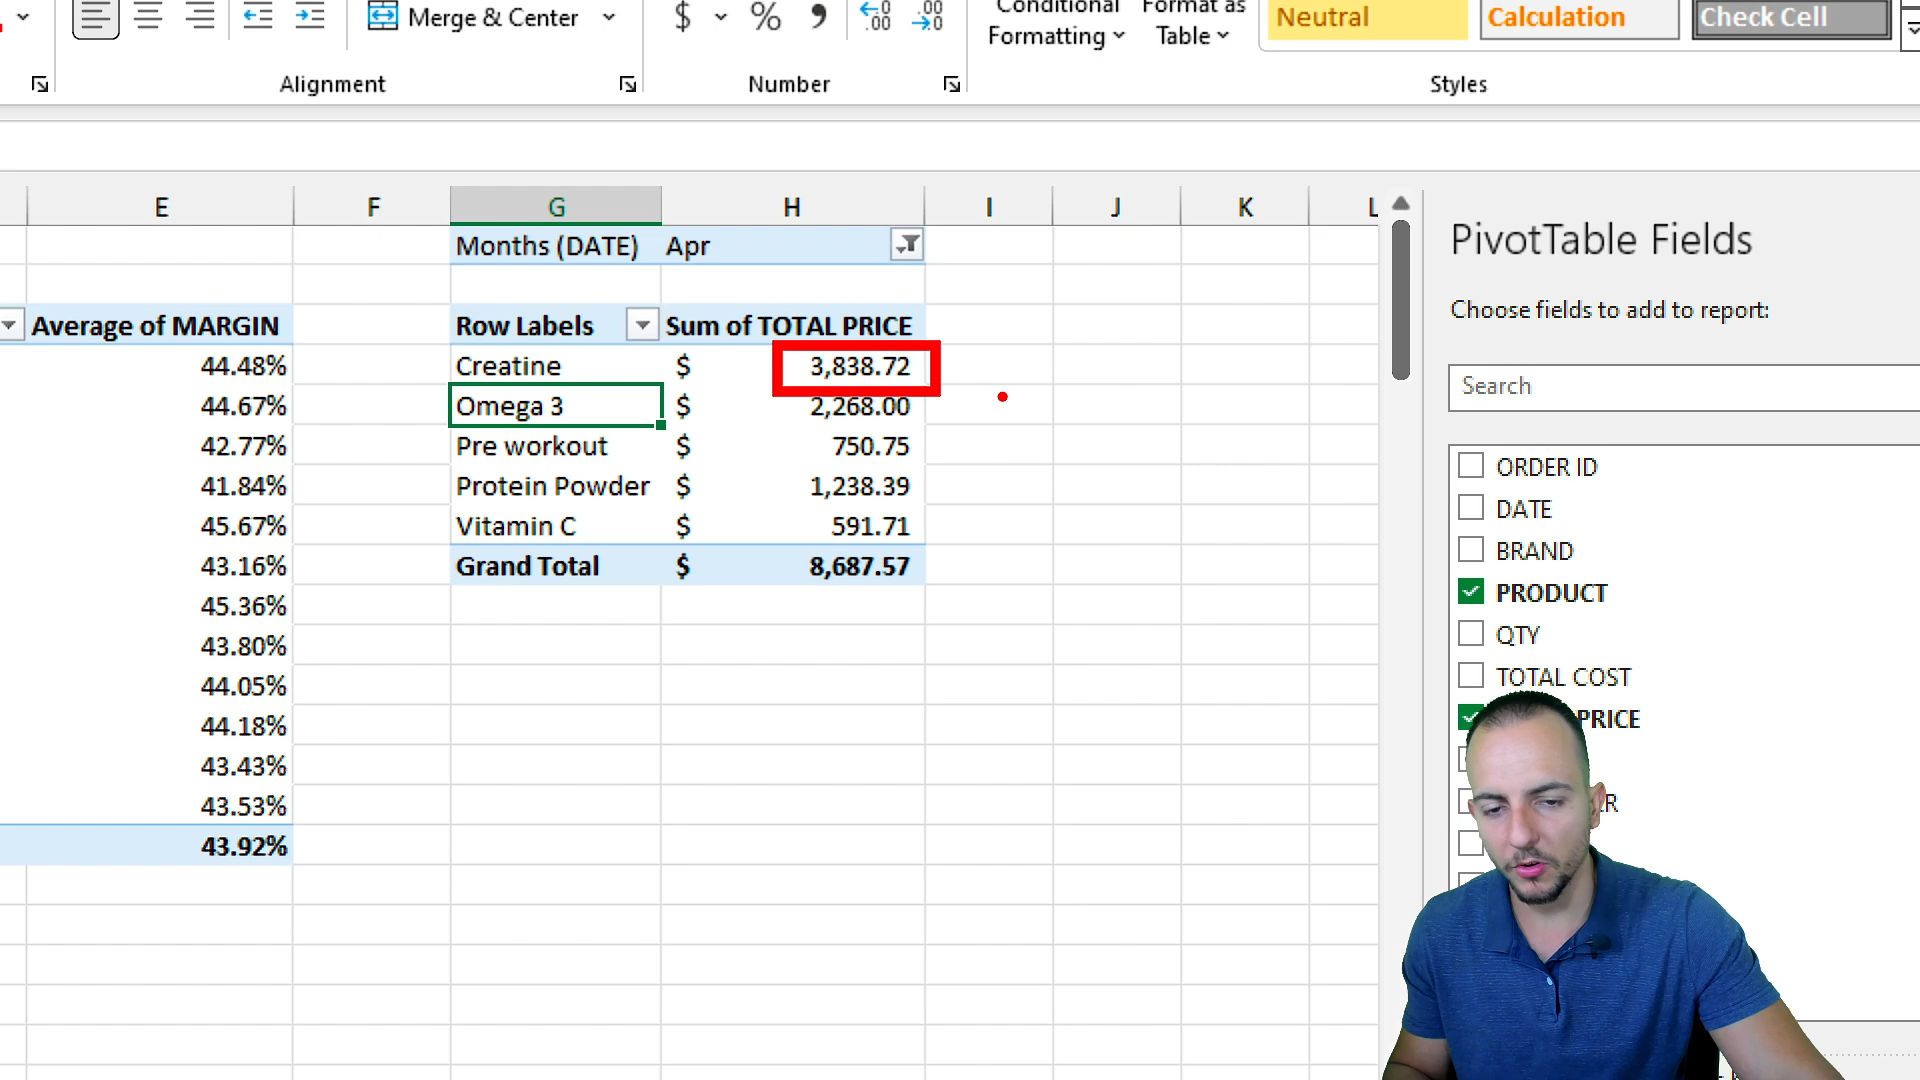 Merge & Center
$ % 9
Conditional
Formatting
Format as
Table
Neutral
Calculation
Check Cell
Alignment
Number
Styles
E F G H I J K L
Months (DATE) Apr
Average of MARGIN Row Labels Sum of TOTAL PRICE
44.48% Creatine $ 3,838.72
44.67% Omega 3 $ 2,268.00
42.77% Pre workout $ 750.75
41.84% Protein Powder $ 1,238.39
45.67% Vitamin C $ 591.71
43.16% Grand Total $ 8,687.57
45.36%
43.80%
44.05%
44.18%
43.43%
43.53%
43.92%
PivotTable Fields
Choose fields to add to report:
Search
ORDER ID
DATE
BRAND
PRODUCT
QTY
TOTAL COST
PRICE